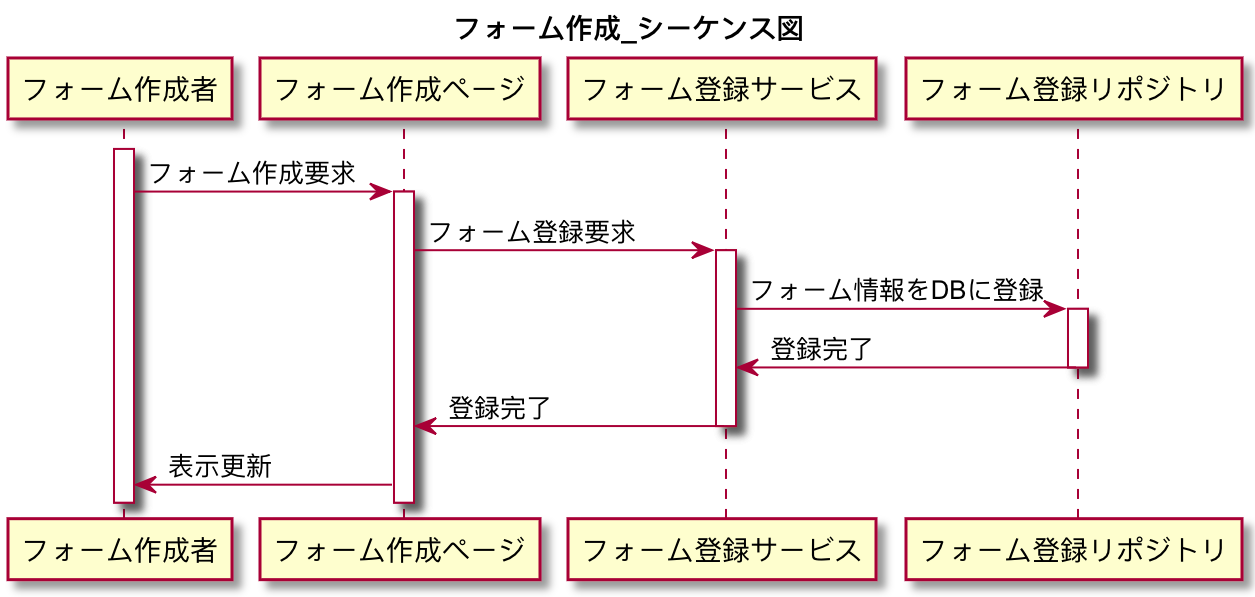 フォーム作成_シーケンス図
フォーム作成者
フォーム作成ページ
フォーム登録サービス
フォーム登録リポジトリ
フォーム作成要求
フォーム登録要求
フォーム情報をDBに登録
登録完了
登録完了
表示更新
フォーム作成者
フォーム作成ページ
フォーム登録サービス
フォーム登録リポジトリ